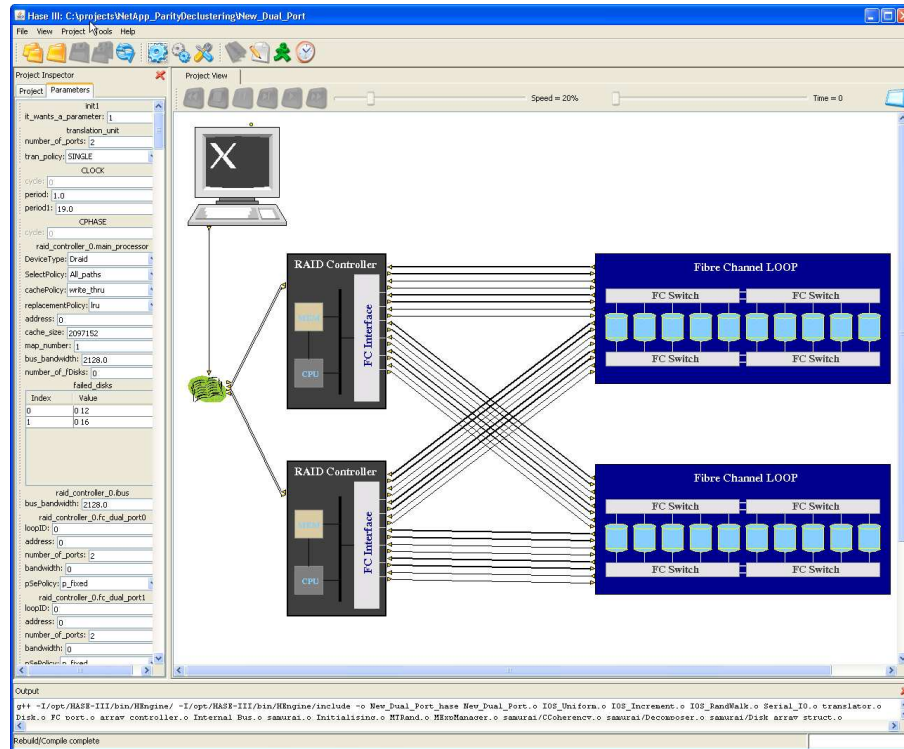 Hase III: C:\projects\NetApp_ParityDeclustering\New_Dual_Port
File View Project Tools Help
Project Inspector
Project Parameters
init1
it_wants_a_parameter: 1
translation_unit
number_of_ports: 2
tran_policy: SINGLE
CLOCK
cycle: 0
period: 1.0
period1: 19.0
CPHASE
cycle: 0
raid_controller_0.main_processor
DeviceType: Draid
SelectPolicy: All_paths
cachePolicy: write_thru
replacementPolicy: lru
address: 0
cache_size: 2097152
map_number: 1
bus_bandwidth: 2128.0
number_of_fDisks: 0
failed_disks
Index Value
0 0 12
1 0 16
raid_controller_0.ibus
bus_bandwidth: 2128.0
raid_controller_0.fc_dual_port0
loopID: 0
address: 0
number_of_ports: 2
bandwidth: 0
pSePolicy: p_fixed
raid_controller_0.fc_dual_port1
loopID: 0
address: 0
number_of_ports: 2
bandwidth: 0
pSePolicy: p_fixed
Project View
Speed = 20%
Time = 0
X
RAID Controller
MEM
CPU
FC Interface
Fibre Channel LOOP
FC Switch FC Switch
FC Switch FC Switch
RAID Controller
MEM
CPU
FC Interface
Fibre Channel LOOP
FC Switch FC Switch
FC Switch FC Switch
Output
g++ -I/opt/HASE-III/bin/HEngine/ -I/opt/HASE-III/bin/HEngine/include -o New_Dual_Port_hase New_Dual_Port.o IOS_Uniform.o IOS_Increment.o IOS_RandWalk.o Serial_IO.o translator.o
Disk.o FC_port.o array_controller.o Internal_Bus.o samurai.o Initialising.o MTRand.o MExpManager.o samurai/CCoherency.o samurai/Decomposer.o samurai/Disk_array_struct.o
Rebuild/Compile complete